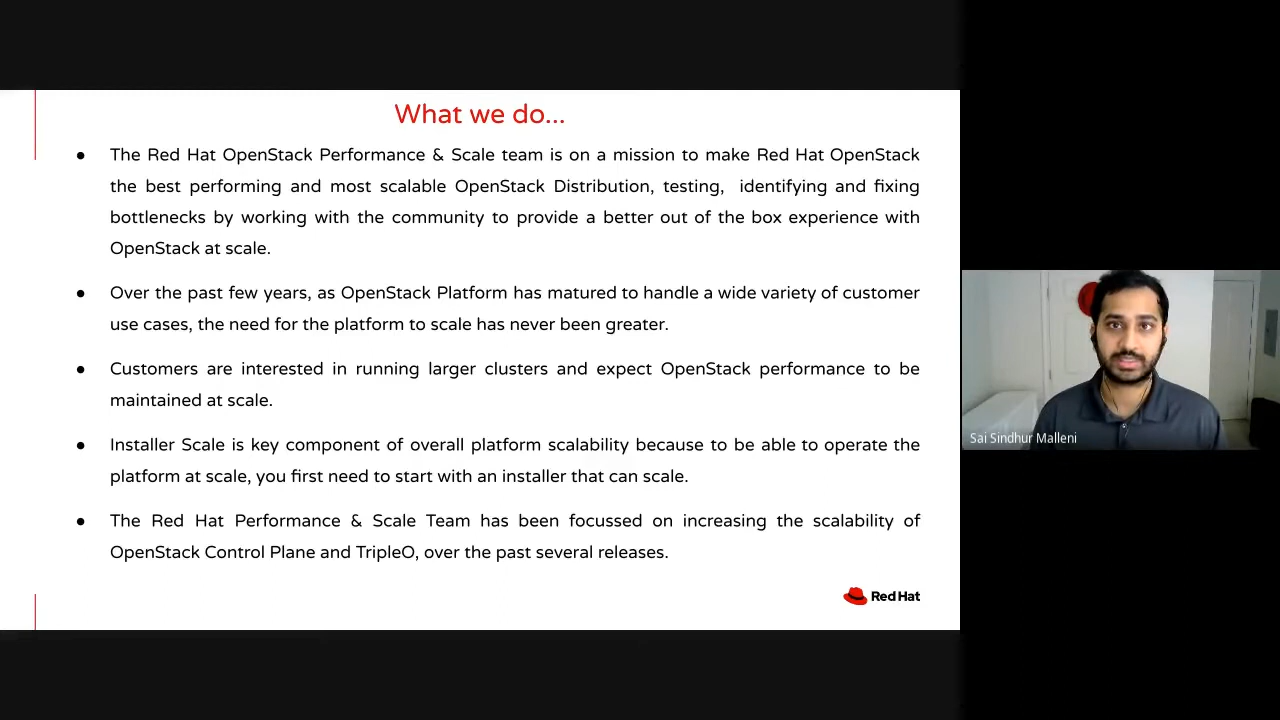 What we do...
● The Red Hat OpenStack Performance & Scale team is on a mission to make Red Hat OpenStack
the best performing and most scalable OpenStack Distribution, testing, identifying and fixing
bottlenecks by working with the community to provide a better out of the box experience with
OpenStack at scale.
● Over the past few years, as OpenStack Platform has matured to handle a wide variety of customer
use cases, the need for the platform to scale has never been greater.
● Customers are interested in running larger clusters and expect OpenStack performance to be
maintained at scale.
● Installer Scale is key component of overall platform scalability because to be able to operate the
platform at scale, you first need to start with an installer that can scale.
● The Red Hat Performance & Scale Team has been focussed on increasing the scalability of
OpenStack Control Plane and TripleO, over the past several releases.
Red Hat
Sai Sindhur Malleni